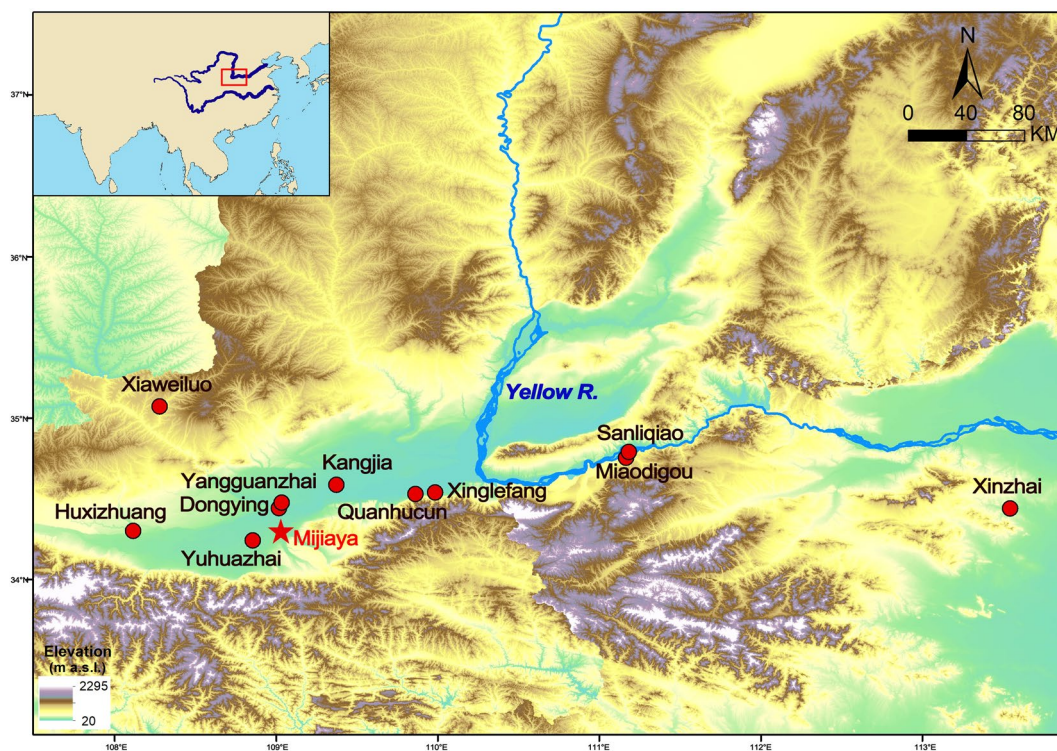 N
0 40 80
KM
37°N
36°N
35°N
34°N
Yellow R.
Xiaweiluo
Sanliqiao
Miaodigou
Kangjia
Yangguanzhai
Dongying
Xinglefang
Quanhucun
Xinzhai
Huxizhuang
Mijiaya
Yuhuazhai
Elevation
(m a.s.l.)
2295
20
108°E 109°E 110°E 111°E 112°E 113°E